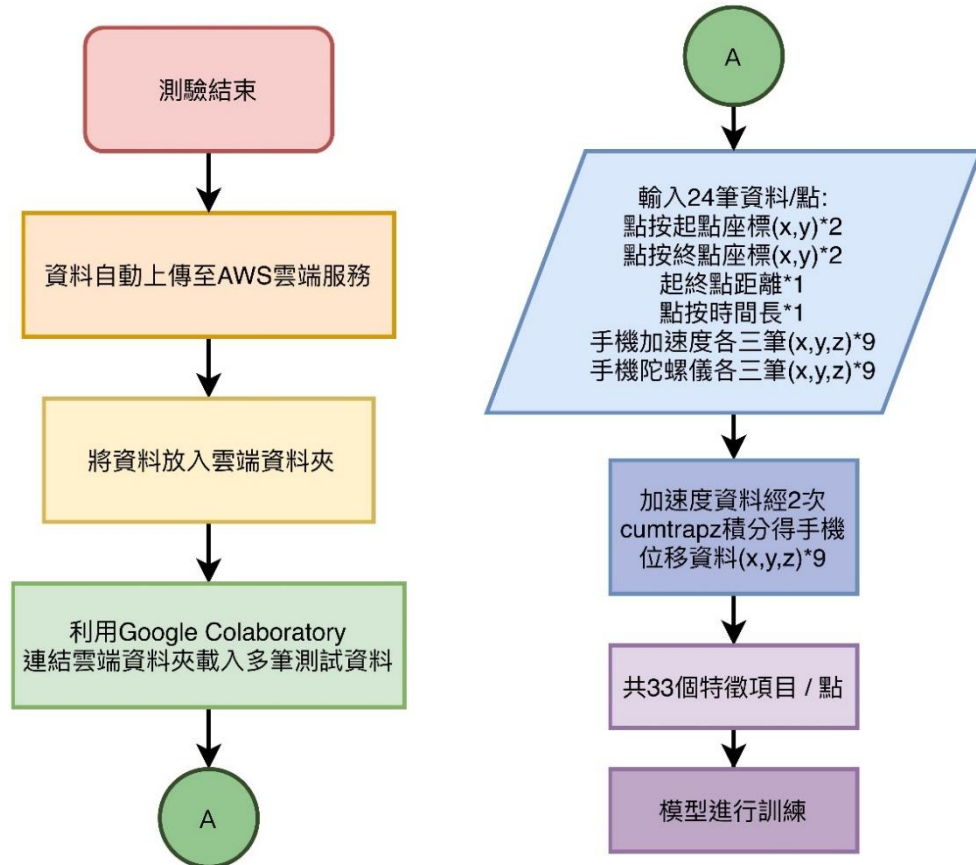 測驗結束
資料自動上傳至AWS雲端服務
將資料放入雲端資料夾
利用Google Colaboratory
連結雲端資料夾載入多筆測試資料
A
A
輸入24筆資料/點:
點按起點座標(x,y)*2
點按終點座標(x,y)*2
起終點距離*1
點按時間長*1
手機加速度各三筆(x,y,z)*9
手機陀螺儀各三筆(x,y,z)*9
加速度資料經2次
cumtrapz積分得手機
位移資料(x,y,z)*9
共33個特徵項目 / 點
模型進行訓練